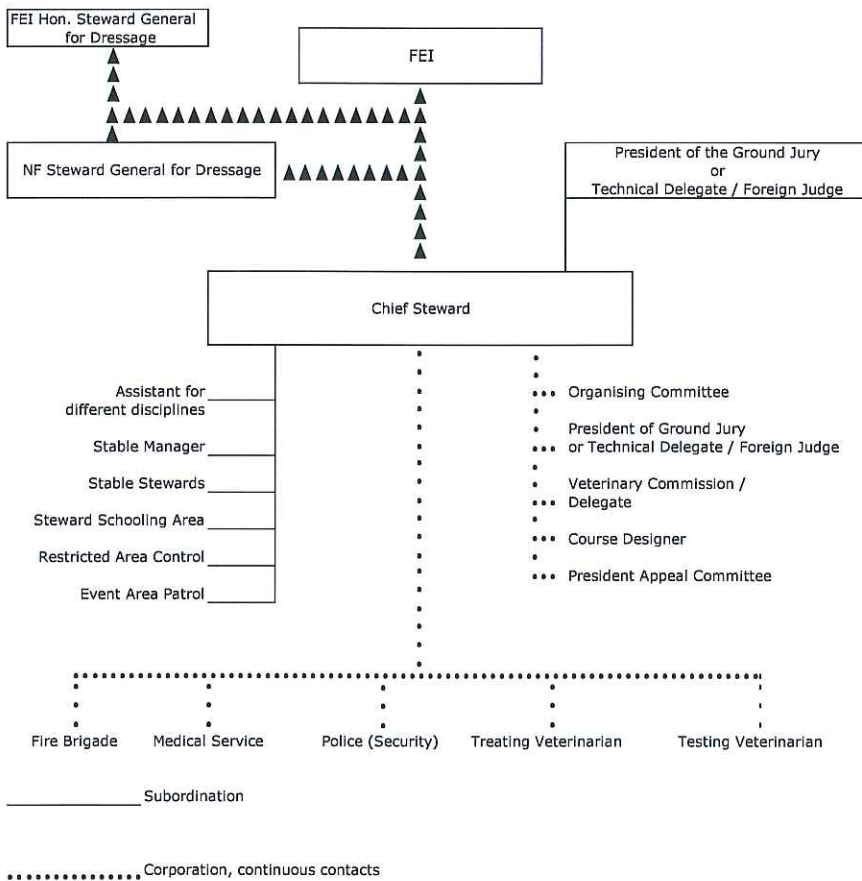 FEI Hon. Steward General
for Dressage
FEI
NF Steward General for Dressage
President of the Ground Jury
or
Technical Delegate / Foreign Judge
Chief Steward
Assistant for
different disciplines
Stable Manager
Stable Stewards
Steward Schooling Area
Restricted Area Control
Event Area Patrol
Organising Committee
President of Ground Jury
or Technical Delegate / Foreign Judge
Veterinary Commission /
Delegate
Course Designer
President Appeal Committee
Fire Brigade
Medical Service
Police (Security)
Treating Veterinarian
Testing Veterinarian
Subordination
Corporation, continuous contacts